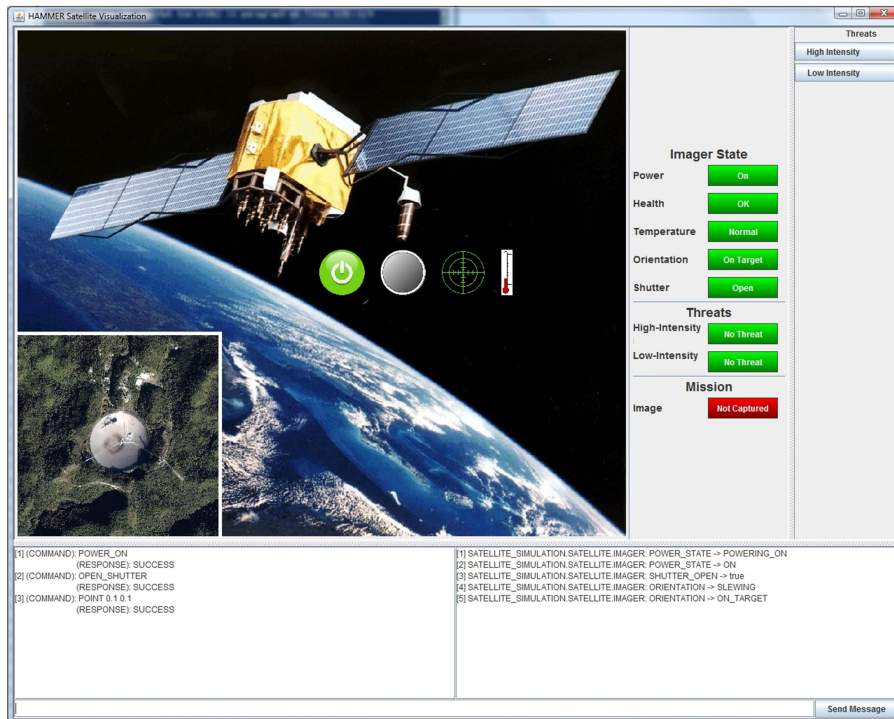 HAMMER Satellite Visualization
Threats
High Intensity
Low Intensity
Imager State
Power On
Health OK
Temperature Normal
Orientation On Target
Shutter Open
Threats
High-Intensity No Threat
Low-Intensity No Threat
Mission
Image Not Captured
[1] (COMMAND): POWER_ON
(RESPONSE): SUCCESS
[2] (COMMAND): OPEN_SHUTTER
(RESPONSE): SUCCESS
[3] (COMMAND): POINT 0.1 0.1
(RESPONSE): SUCCESS
[1] SATELLITE_SIMULATION.SATELLITE.IMAGER: POWER_STATE -> POWERING_ON
[2] SATELLITE_SIMULATION.SATELLITE.IMAGER: POWER_STATE -> ON
[3] SATELLITE_SIMULATION.SATELLITE.IMAGER: SHUTTER_OPEN -> true
[4] SATELLITE_SIMULATION.SATELLITE.IMAGER: ORIENTATION -> SLEWING
[5] SATELLITE_SIMULATION.SATELLITE.IMAGER: ORIENTATION -> ON_TARGET
Send Message